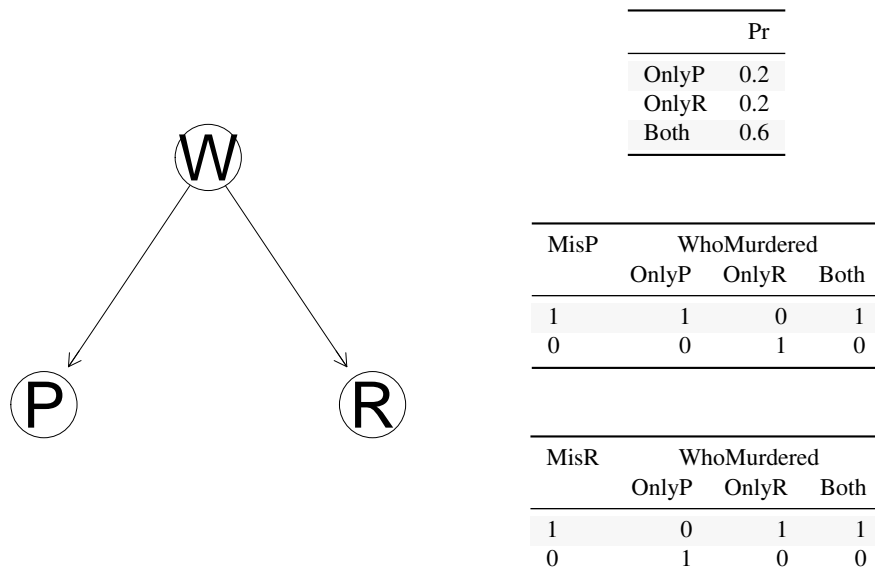 W
P
R
Pr
OnlyP 0.2
OnlyR 0.2
Both 0.6
MisP WhoMurdered
OnlyP OnlyR Both
1 1 0 1
0 0 1 0
MisR WhoMurdered
OnlyP OnlyR Both
1 0 1 1
0 1 0 0